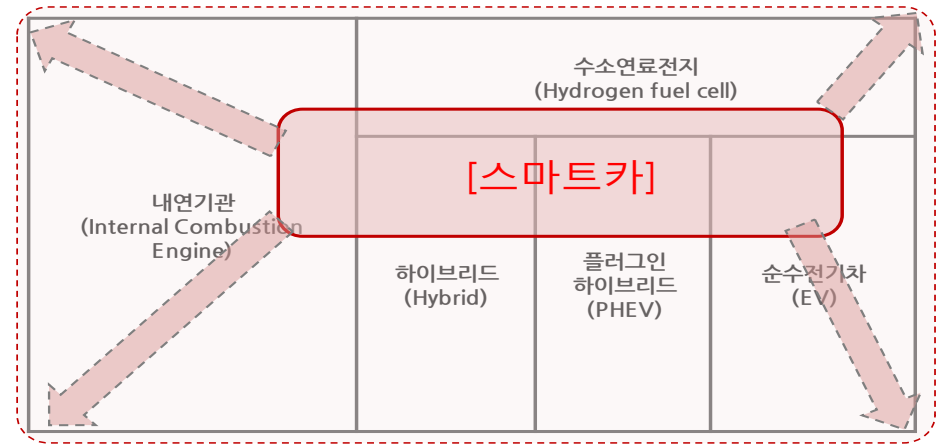 수소연료전지
(Hydrogen fuel cell)
[스마트카]
내연기관
(Internal Combustion
Engine)
하이브리드
(Hybrid)
플러그인
하이브리드
(PHEV)
순수전기차
(EV)